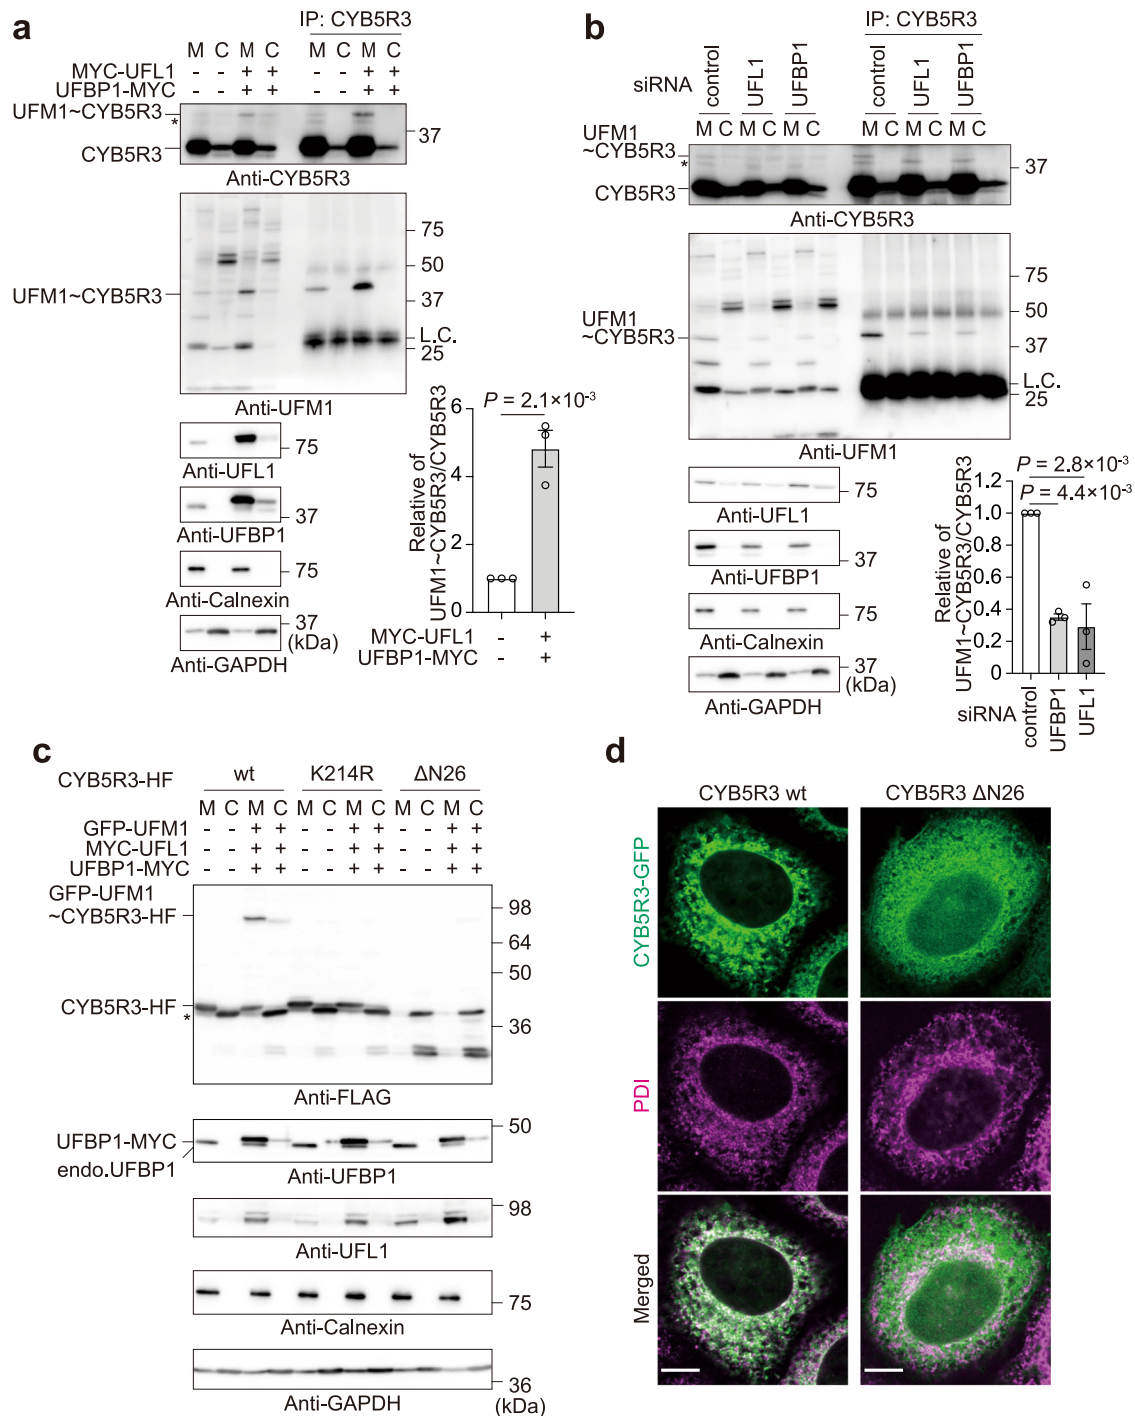 a
IP: CYB5R3
M C M C M C M C
MYC-UFL1 - - + + - - + +
UFBP1-MYC - - + + - - + +
UFM1~CYB5R3
*
CYB5R3
37
Anti-CYB5R3
75
50
UFM1~CYB5R3
37
L.C.
25
Anti-UFM1
75
Anti-UFL1
37
Anti-UFBP1
75
Anti-Calnexin
37
(kDa)
Anti-GAPDH
P = 2.1×10-3
Relative of
UFM1~CYB5R3/CYB5R3
6
4
2
0
MYC-UFL1 - +
UFBP1-MYC - +
b
IP: CYB5R3
siRNA control UFL1 UFBP1 control UFL1 UFBP1
M C M C M C M C M C M C
UFM1
~CYB5R3
*
CYB5R3
37
Anti-CYB5R3
75
50
UFM1
~CYB5R3
37
L.C.
25
Anti-UFM1
75
Anti-UFL1
37
Anti-UFBP1
75
Anti-Calnexin
37
(kDa)
Anti-GAPDH
P = 2.8×10-3
P = 4.4×10-3
Relative of
UFM1~CYB5R3/CYB5R3
1.2
1.0
0.8
0.6
0.4
0.2
0
siRNA control UFBP1 UFL1
c
CYB5R3-HF wt K214R ΔN26
M C M C M C M C M C M C
GFP-UFM1 - - + + - - + + - - + +
MYC-UFL1 - - + + - - + + - - + +
UFBP1-MYC - - + + - - + + - - + +
GFP-UFM1
~CYB5R3-HF
98
64
50
CYB5R3-HF
*
36
Anti-FLAG
UFBP1-MYC
50
endo.UFBP1
Anti-UFBP1
98
Anti-UFL1
75
Anti-Calnexin
36
(kDa)
Anti-GAPDH
d
CYB5R3 wt CYB5R3 ΔN26
CYB5R3-GFP
PDI
Merged